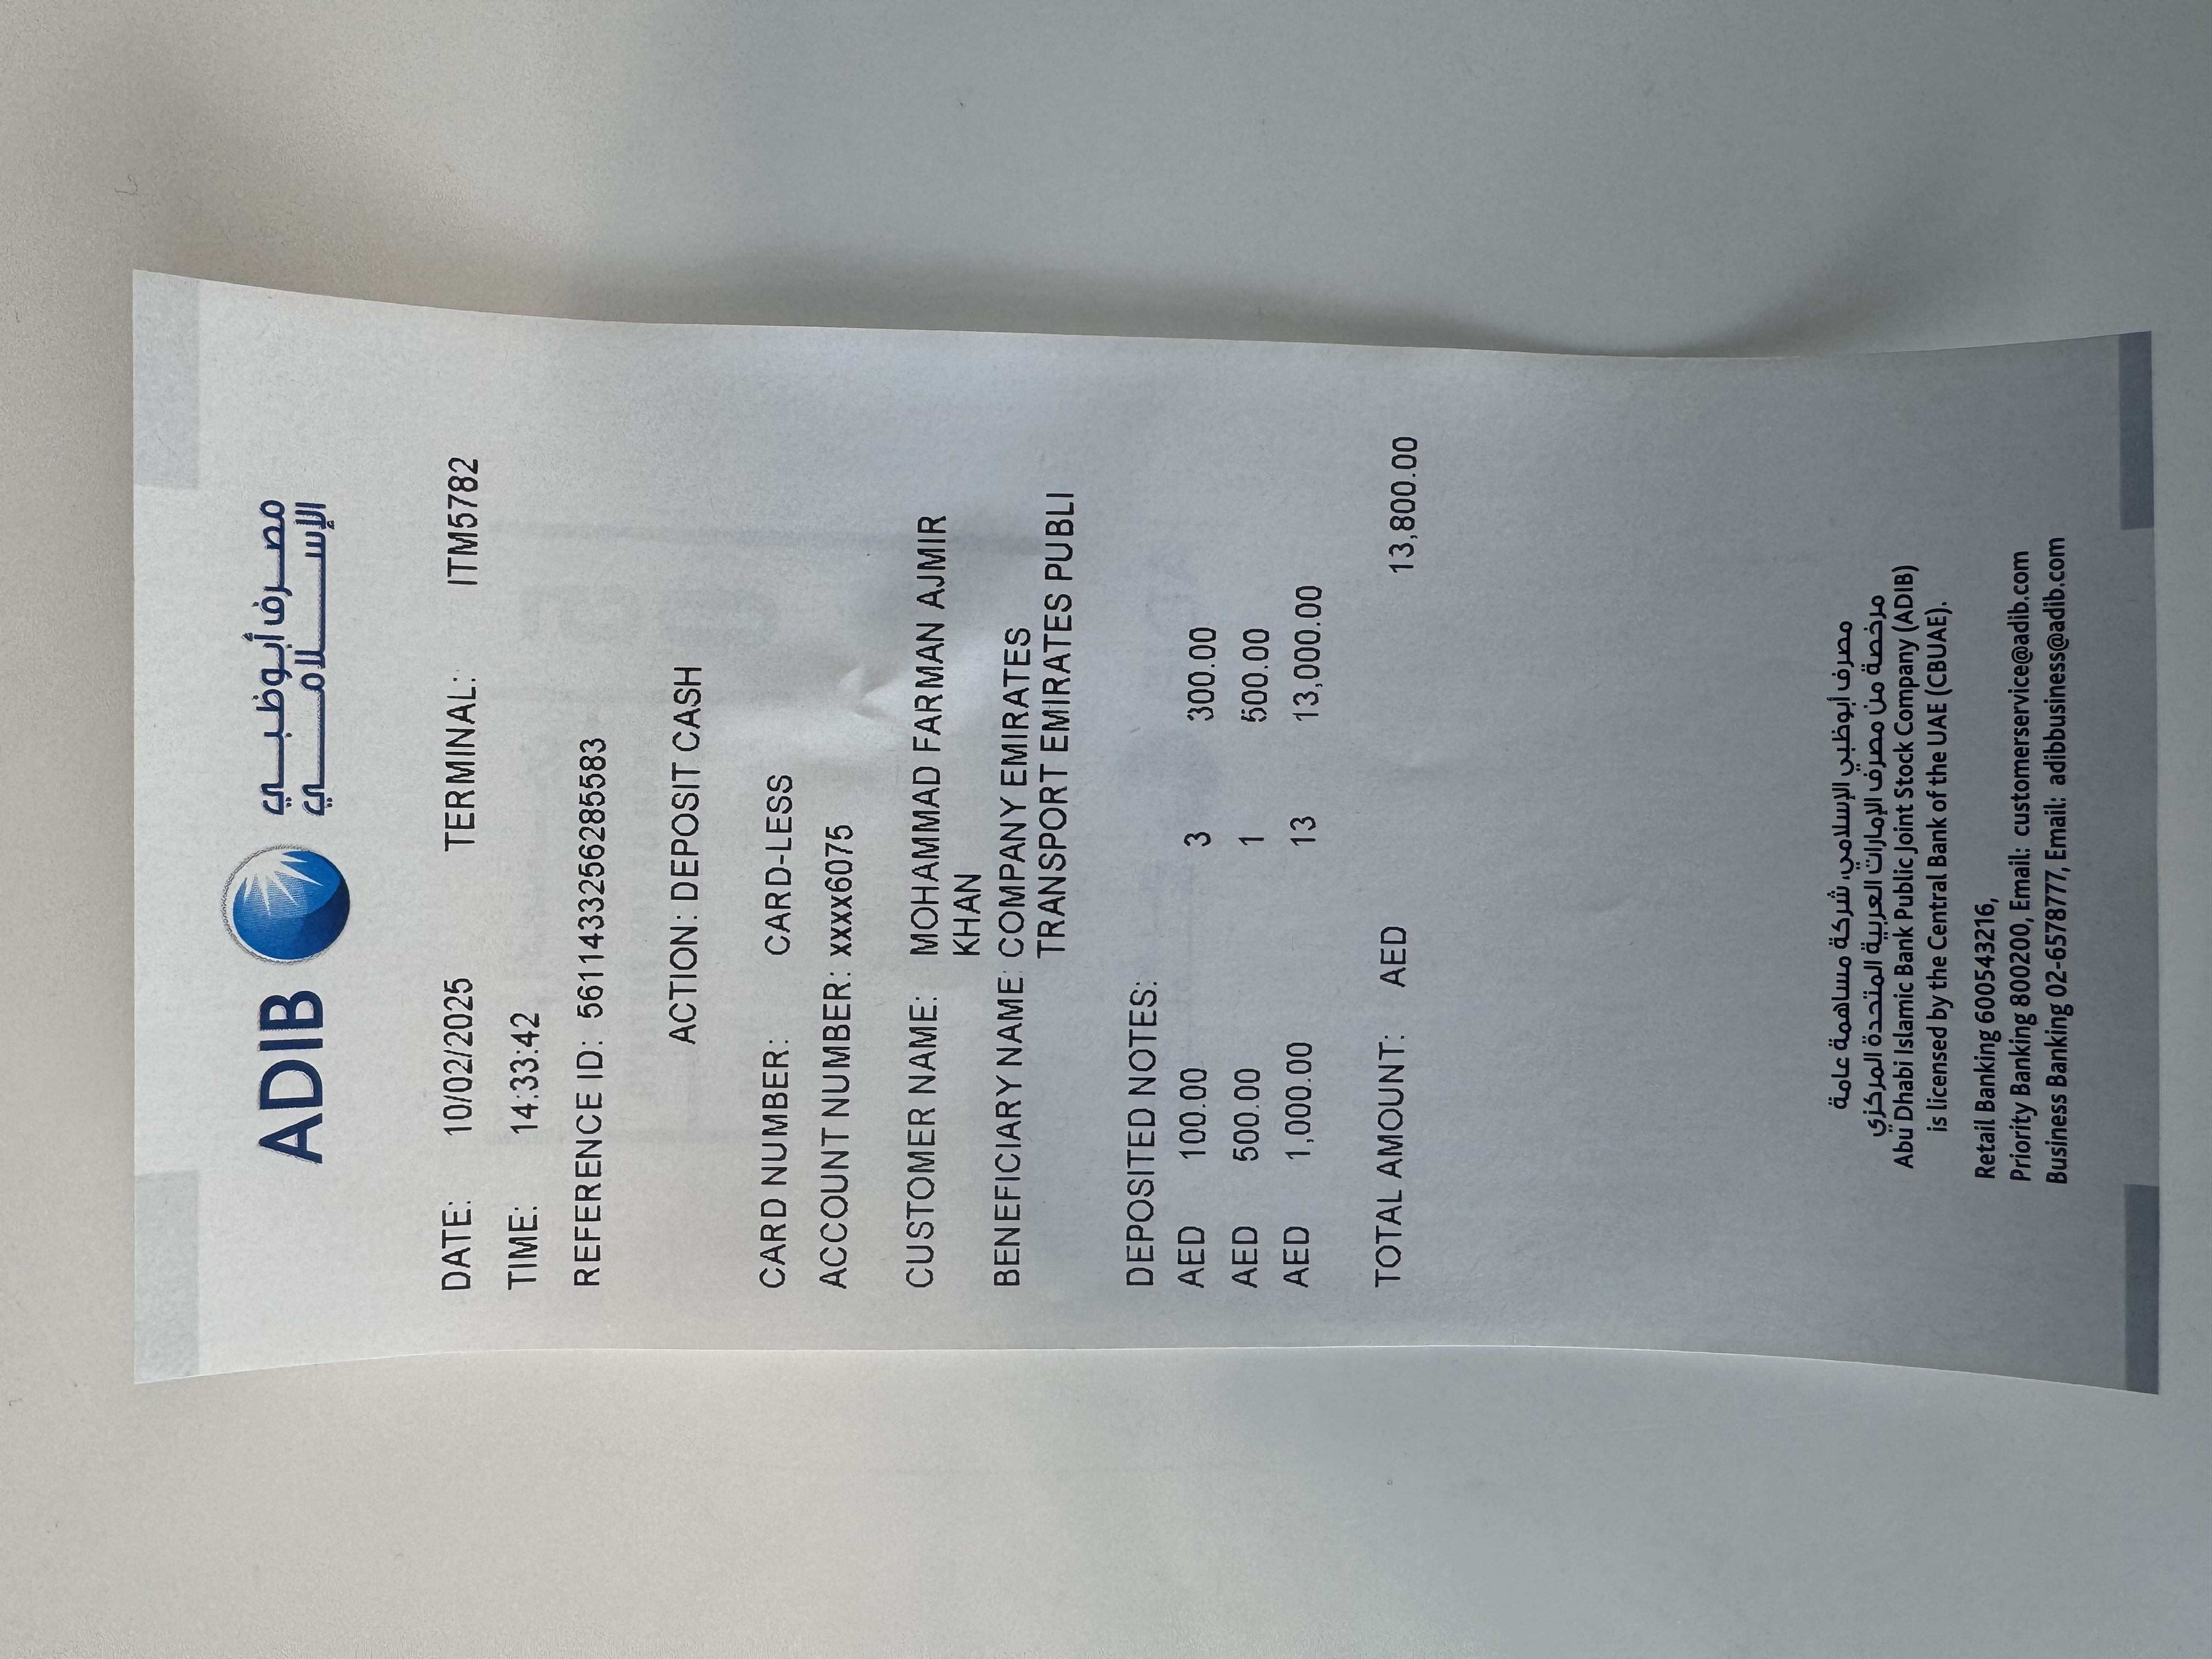 ADIB
مصرف أبوظبي
الإسلامي
DATE: 10/02/2025 TERMINAL: ITM5782
TIME: 14:33:42
REFERENCE ID: 56114332562855583
ACTION: DEPOSIT CASH
CARD NUMBER: CARD-LESS
ACCOUNT NUMBER: xxxx6075
CUSTOMER NAME: MOHAMMAD FARMAN AJMIR
KHAN
BENEFICIARY NAME: COMPANY EMIRATES
TRANSPORT EMIRATES PUBLI
DEPOSITED NOTES:
AED 100.00 3 300.00
AED 500.00 1 500.00
AED 1,000.00 13 13,000.00
TOTAL AMOUNT: AED 13,800.00
مصرف أبوظبي الإسلامي، شركة مساهمة عامة
مرخصة من مصرف الإمارات العربية المتحدة المركزي
Abu Dhabi Islamic Bank Public Joint Stock Company (ADIB)
is licensed by the Central Bank of the UAE (CBUAE).
Retail Banking 600543216,
Priority Banking 800200, Email: customerservice@adib.com
Business Banking 02-6578777, Email: adibbusiness@adib.com